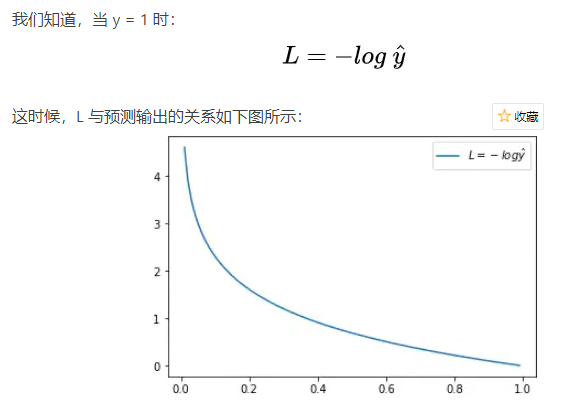 我们知道，当 y = 1 时：
L = −log ŷ
这时候，L 与预测输出的关系如下图所示：
收藏
L = − logŷ
4
3
2
1
0
0.0 0.2 0.4 0.6 0.8 1.0